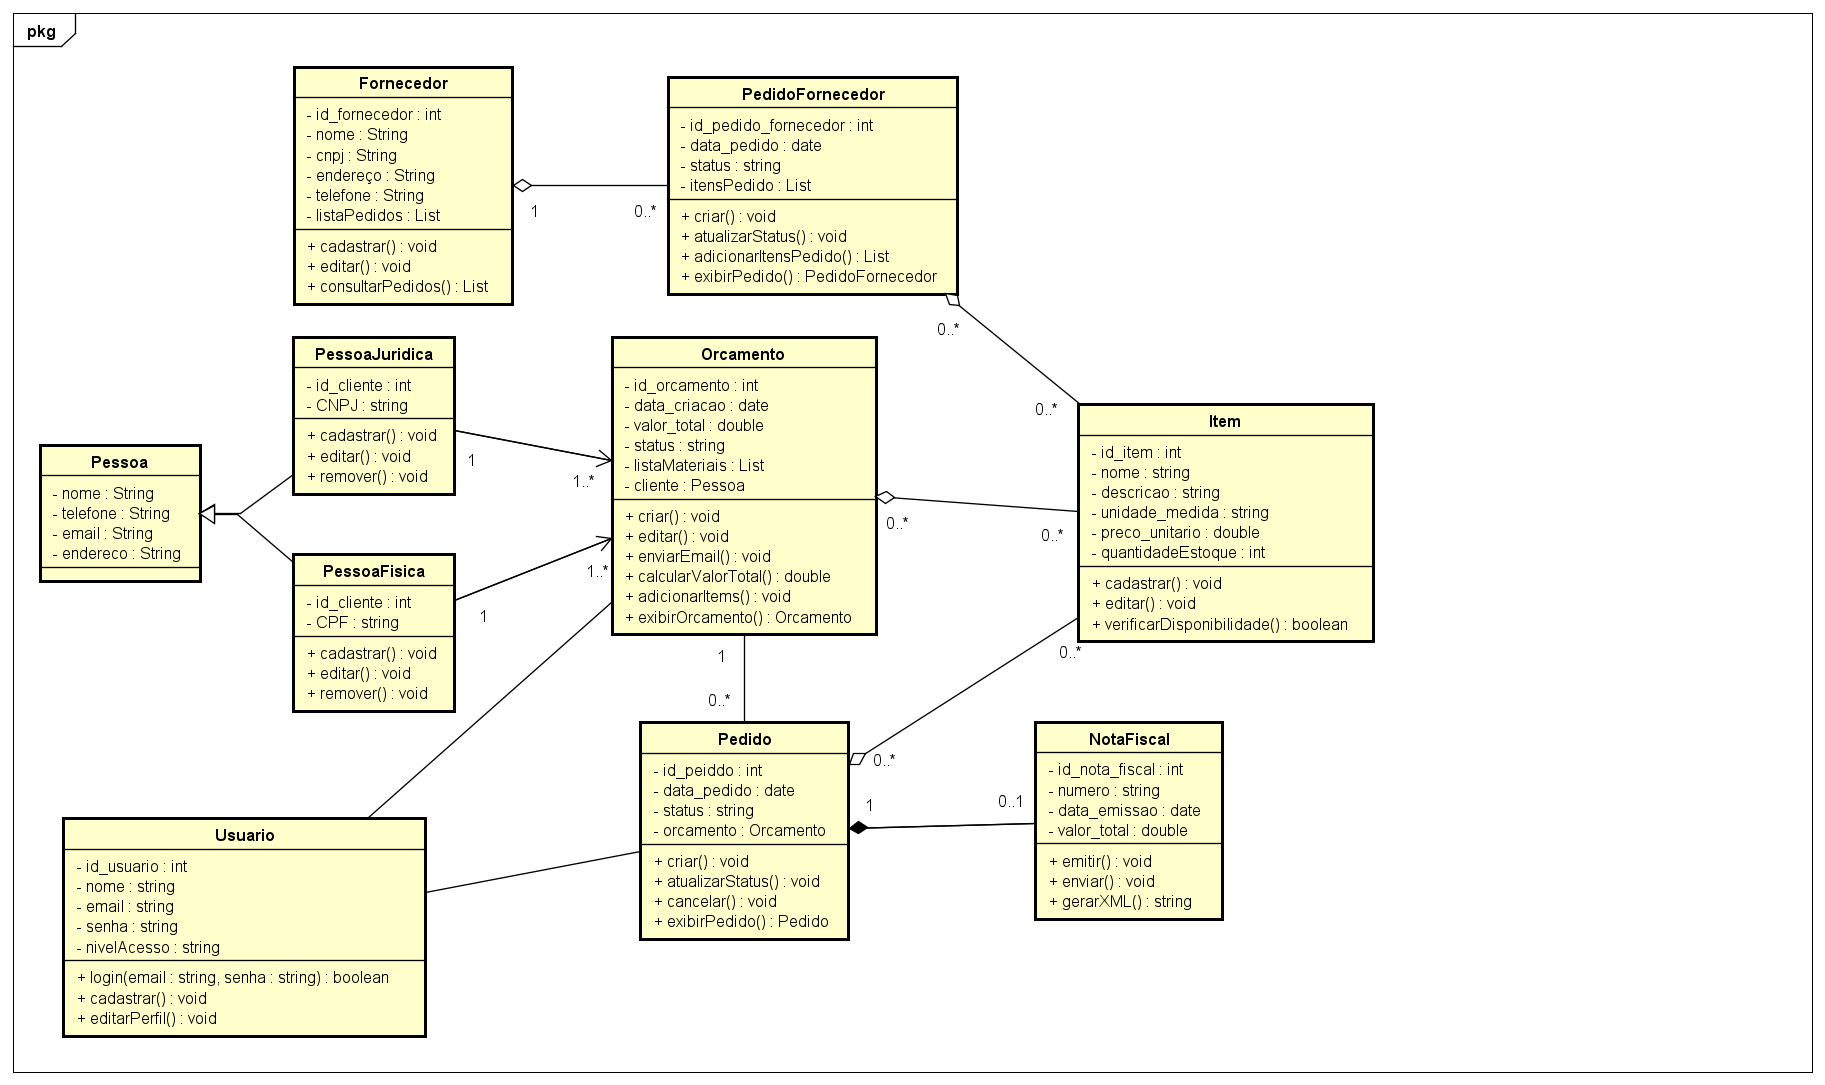 pkg
Fornecedor
- id_fornecedor : int
- nome : String
- cnpj : String
- endereço : String
- telefone : String
- listaPedidos : List
+ cadastrar() : void
+ editar() : void
+ consultarPedidos() : List
1
0..*
PedidoFornecedor
- id_pedido_fornecedor : int
- data_pedido : date
- status : string
- itensPedido : List
+ criar() : void
+ atualizarStatus() : void
+ adicionarItensPedido() : List
+ exibirPedido() : PedidoFornecedor
0..*
0..*
PessoaJuridica
- id_cliente : int
- CNPJ : string
+ cadastrar() : void
+ editar() : void
+ remover() : void
1
1..*
Orcamento
- id_orcamento : int
- data_criacao : date
- valor_total : double
- status : string
- listaMateriais : List
- cliente : Pessoa
+ criar() : void
+ editar() : void
+ enviarEmail() : void
+ calcularValorTotal() : double
+ adicionarItems() : void
+ exibirOrcamento() : Orcamento
0..*
0..*
Item
- id_item : int
- nome : string
- descricao : string
- unidade_medida : string
- preco_unitario : double
- quantidadeEstoque : int
+ cadastrar() : void
+ editar() : void
+ verificarDisponibilidade() : boolean
0..*
Pessoa
- nome : String
- telefone : String
- email : String
- endereco : String
PessoaFisica
- id_cliente : int
- CPF : string
+ cadastrar() : void
+ editar() : void
+ remover() : void
1
1..*
1
0..*
Pedido
- id_peiddo : int
- data_pedido : date
- status : string
- orcamento : Orcamento
+ criar() : void
+ atualizarStatus() : void
+ cancelar() : void
+ exibirPedido() : Pedido
0..*
1
0..1
NotaFiscal
- id_nota_fiscal : int
- numero : string
- data_emissao : date
- valor_total : double
+ emitir() : void
+ enviar() : void
+ gerarXML() : string
Usuario
- id_usuario : int
- nome : string
- email : string
- senha : string
- nivelAcesso : string
+ login(email : string, senha : string) : boolean
+ cadastrar() : void
+ editarPerfil() : void